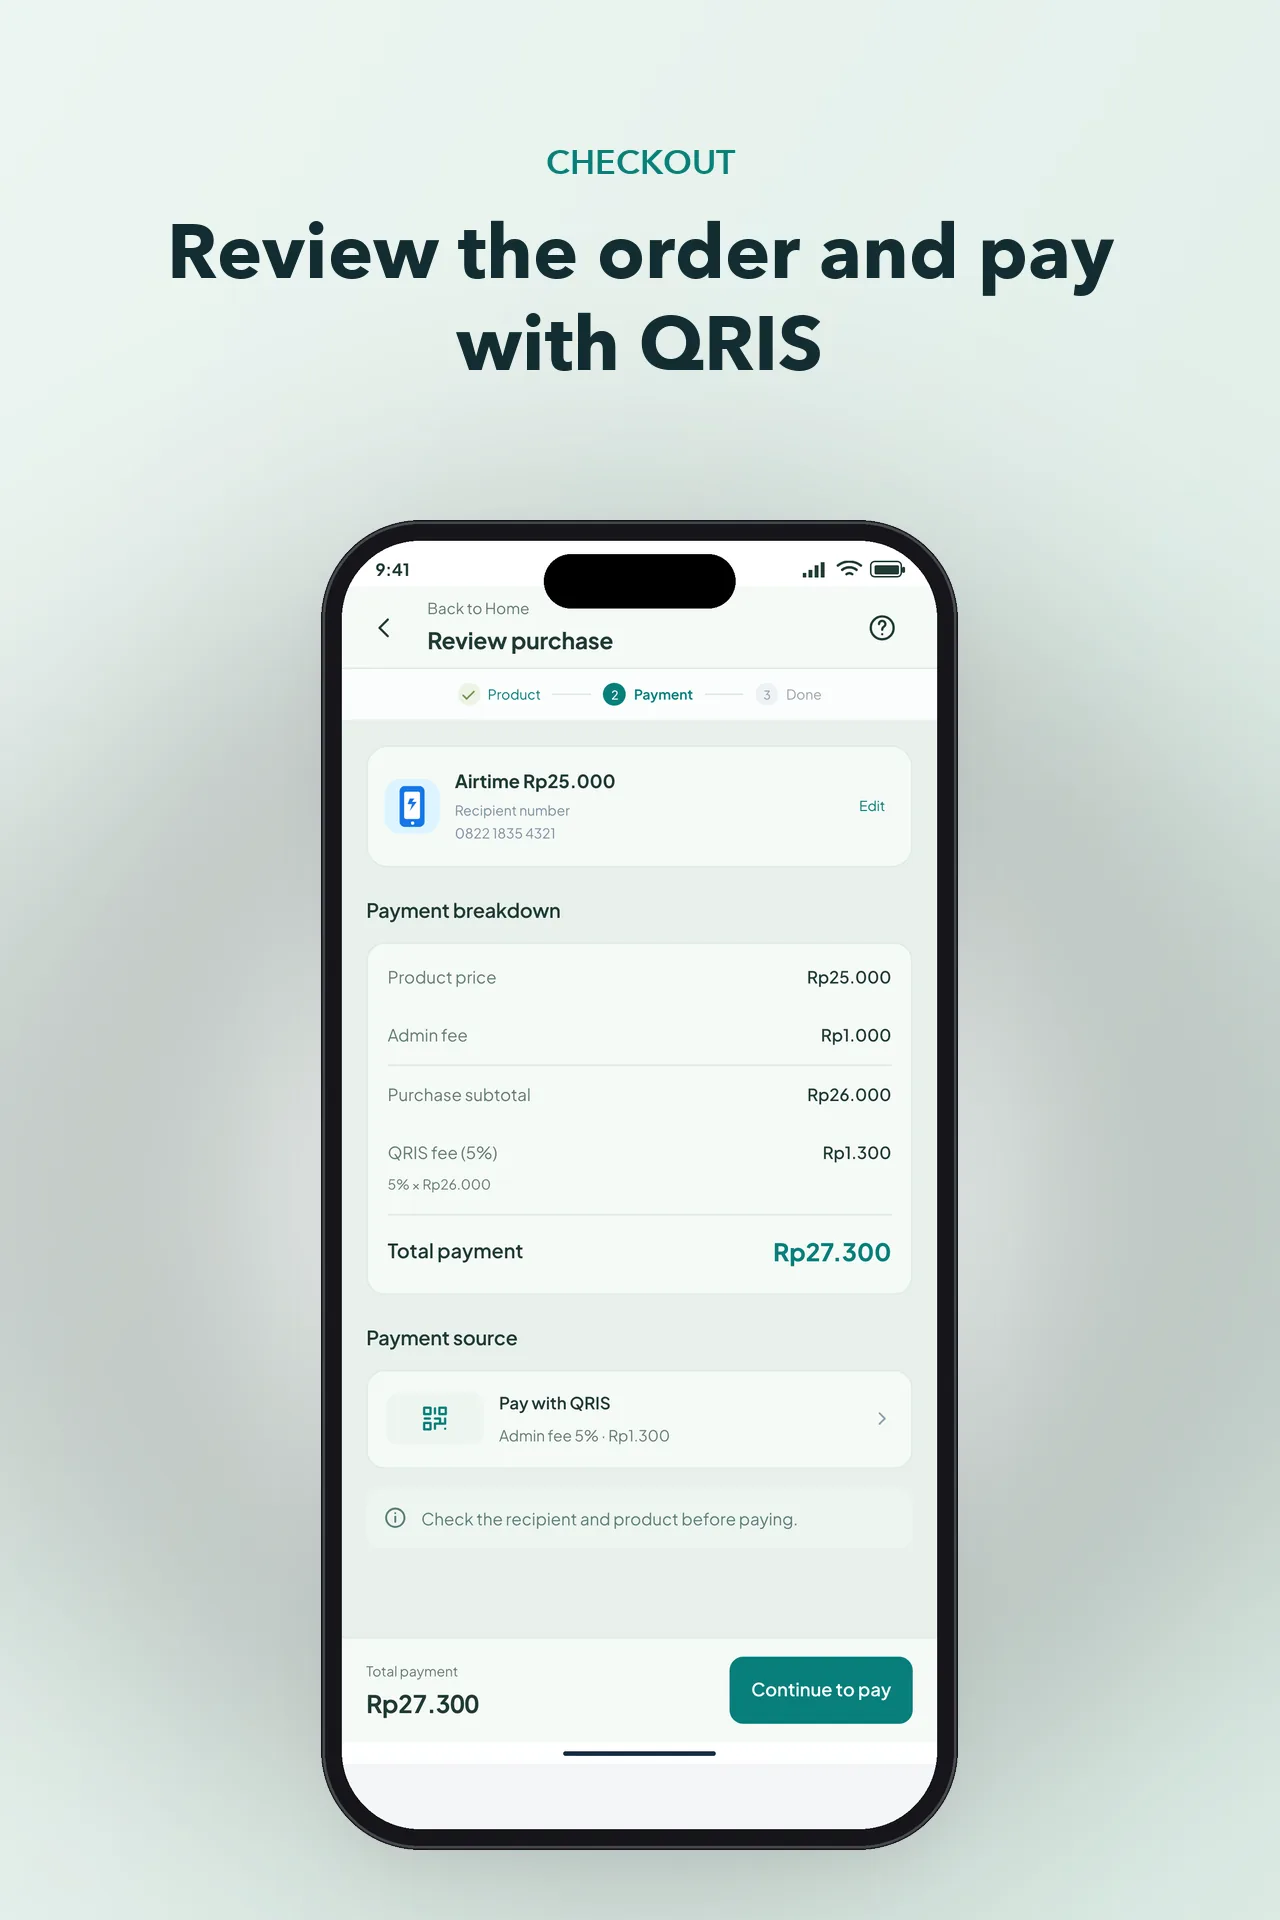 CHECKOUT
Review the order and pay
with QRIS
9:41
Back to Home
Review purchase
Product
2 Payment
3 Done
Airtime Rp25.000
Recipient number
0822 1835 4321
Edit
Payment breakdown
Product price Rp25.000
Admin fee Rp1.000
Purchase subtotal Rp26.000
QRIS fee (5%) Rp1.300
5% × Rp26.000
Total payment Rp27.300
Payment source
Pay with QRIS
Admin fee 5% · Rp1.300
Check the recipient and product before paying.
Total payment
Rp27.300
Continue to pay